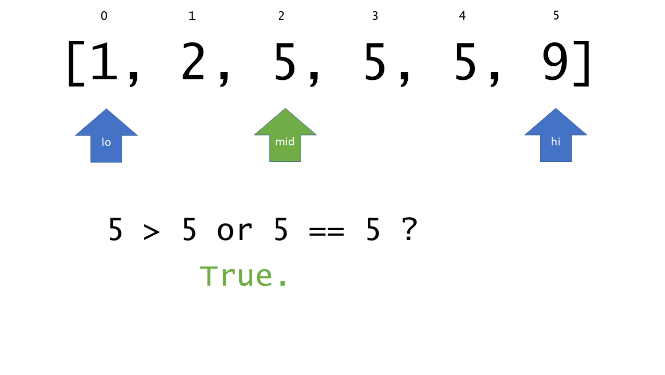 0 1 2 3 4 5
[1, 2, 5, 5, 5, 9]
lo mid hi
5 > 5 or 5 == 5 ?
True.